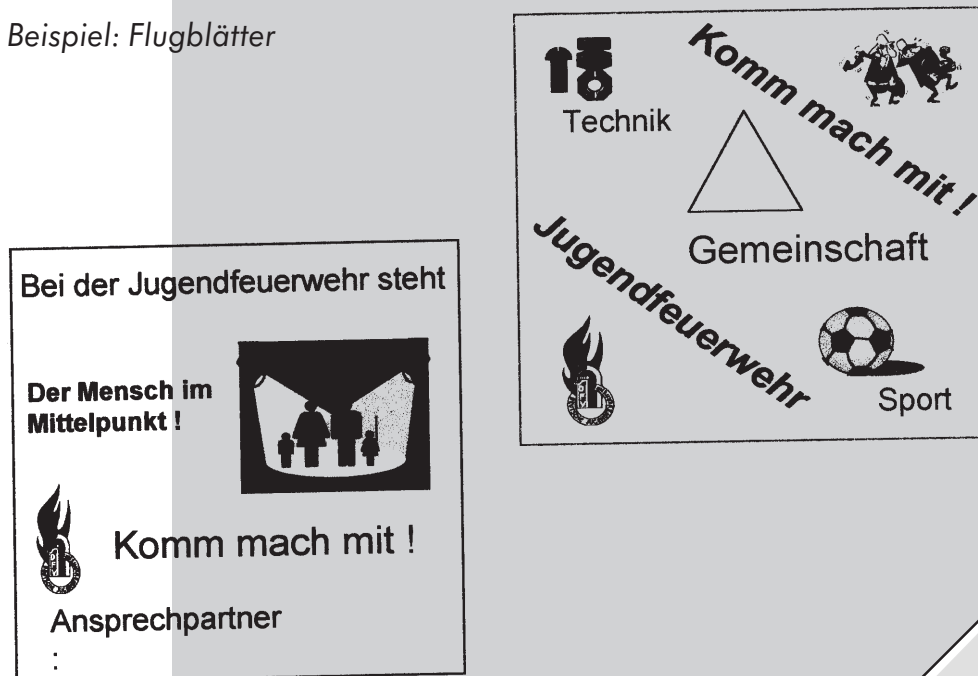 Beispiel: Flugblätter
Technik
Komm mach mit !
Gemeinschaft
Jugendfeuerwehr
Sport
Bei der Jugendfeuerwehr steht
Der Mensch im
Mittelpunkt !
Komm mach mit !
Ansprechpartner
: